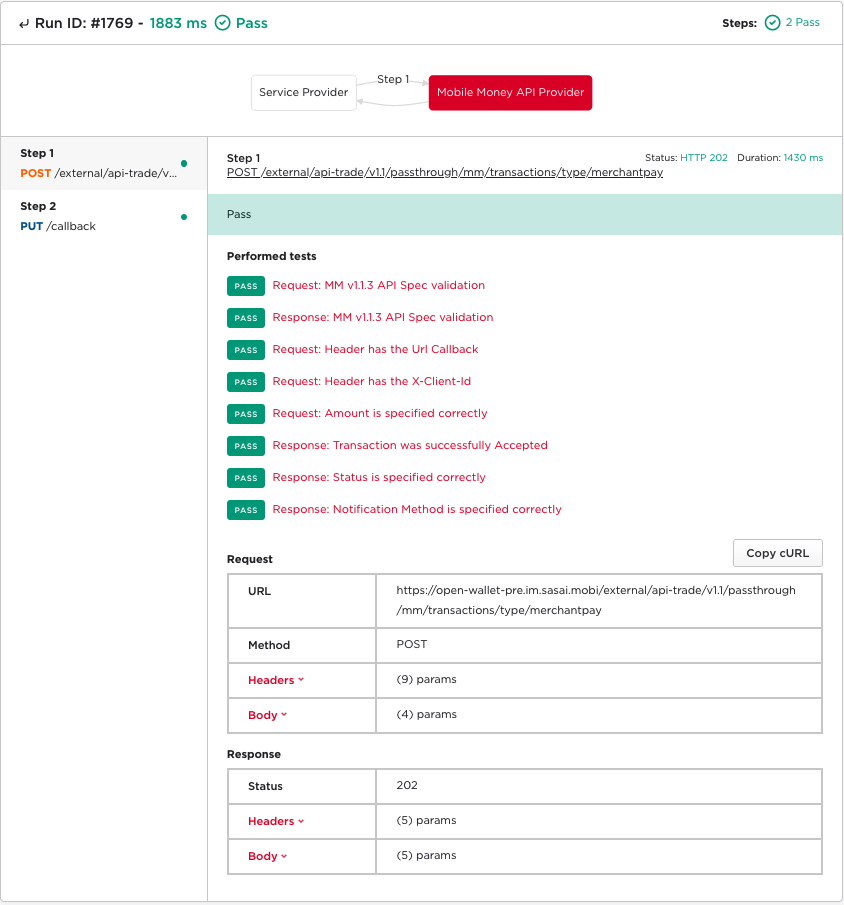 Run ID: #1769 - 1883 ms Pass
Steps: 2 Pass
Service Provider
Step 1
Mobile Money API Provider
Step 1
POST /external/api-trade/v...
Step 2
PUT /callback
Step 1
Status: HTTP 202 Duration: 1430 ms
POST /external/api-trade/v1.1/passthrough/mm/transactions/type/merchantpay
Pass
Performed tests
PASS Request: MM v1.1.3 API Spec validation
PASS Response: MM v1.1.3 API Spec validation
PASS Request: Header has the Url Callback
PASS Request: Header has the X-Client-Id
PASS Request: Amount is specified correctly
PASS Response: Transaction was successfully Accepted
PASS Response: Status is specified correctly
PASS Response: Notification Method is specified correctly
Request
Copy cURL
URL https://open-wallet-pre.im.sasai.mobi/external/api-trade/v1.1/passthrough
/mm/transactions/type/merchantpay
Method POST
Headers (9) params
Body (4) params
Response
Status 202
Headers (5) params
Body (5) params